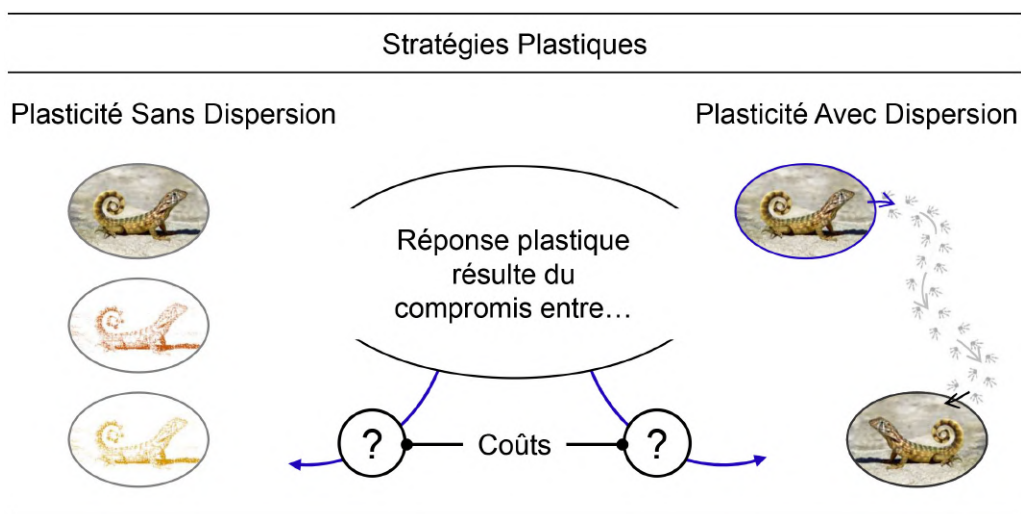 Stratégies Plastiques
Plasticité Sans Dispersion
Plasticité Avec Dispersion
Réponse plastique
résulte du
compromis entre…
?
Coûts
?